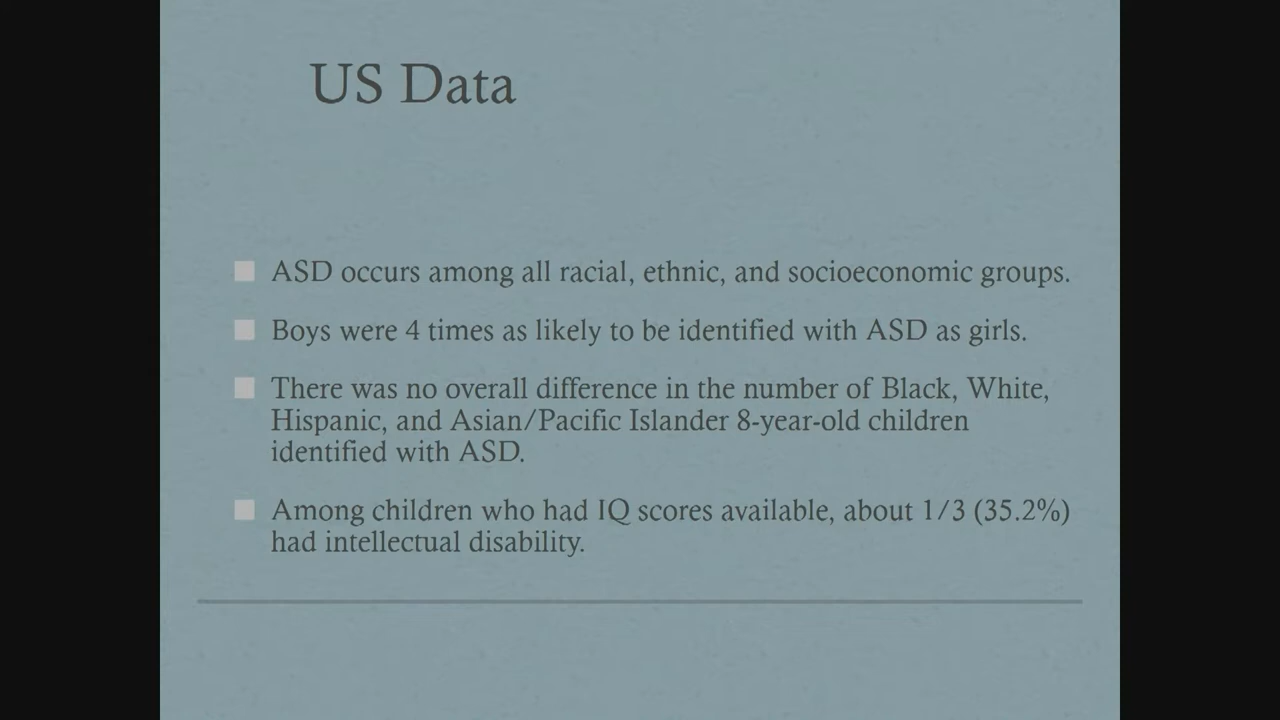 US Data
ASD occurs among all racial, ethnic, and socioeconomic groups.
Boys were 4 times as likely to be identified with ASD as girls.
There was no overall difference in the number of Black, White,
Hispanic, and Asian/Pacific Islander 8-year-old children
identified with ASD.
Among children who had IQ scores available, about 1/3 (35.2%)
had intellectual disability.